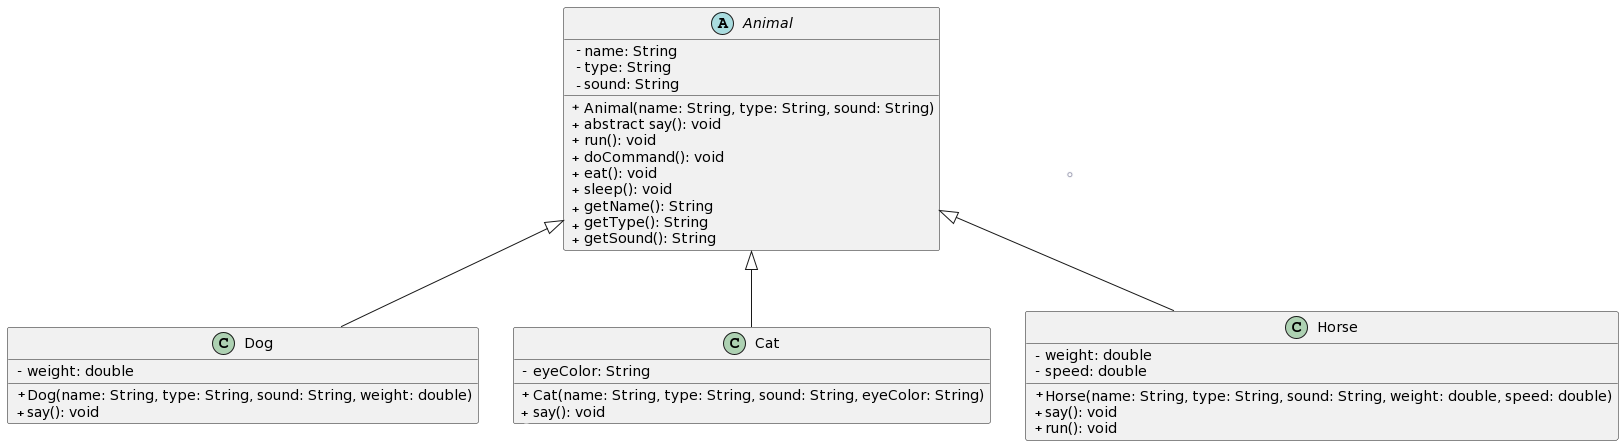 A Animal
- name: String
- type: String
- sound: String
+ Animal(name: String, type: String, sound: String)
+ abstract say(): void
+ run(): void
+ doCommand(): void
+ eat(): void
+ sleep(): void
+ getName(): String
+ getType(): String
+ getSound(): String
C Dog
- weight: double
+ Dog(name: String, type: String, sound: String, weight: double)
+ say(): void
C Cat
- eyeColor: String
+ Cat(name: String, type: String, sound: String, eyeColor: String)
+ say(): void
C Horse
- weight: double
- speed: double
+ Horse(name: String, type: String, sound: String, weight: double, speed: double)
+ say(): void
+ run(): void